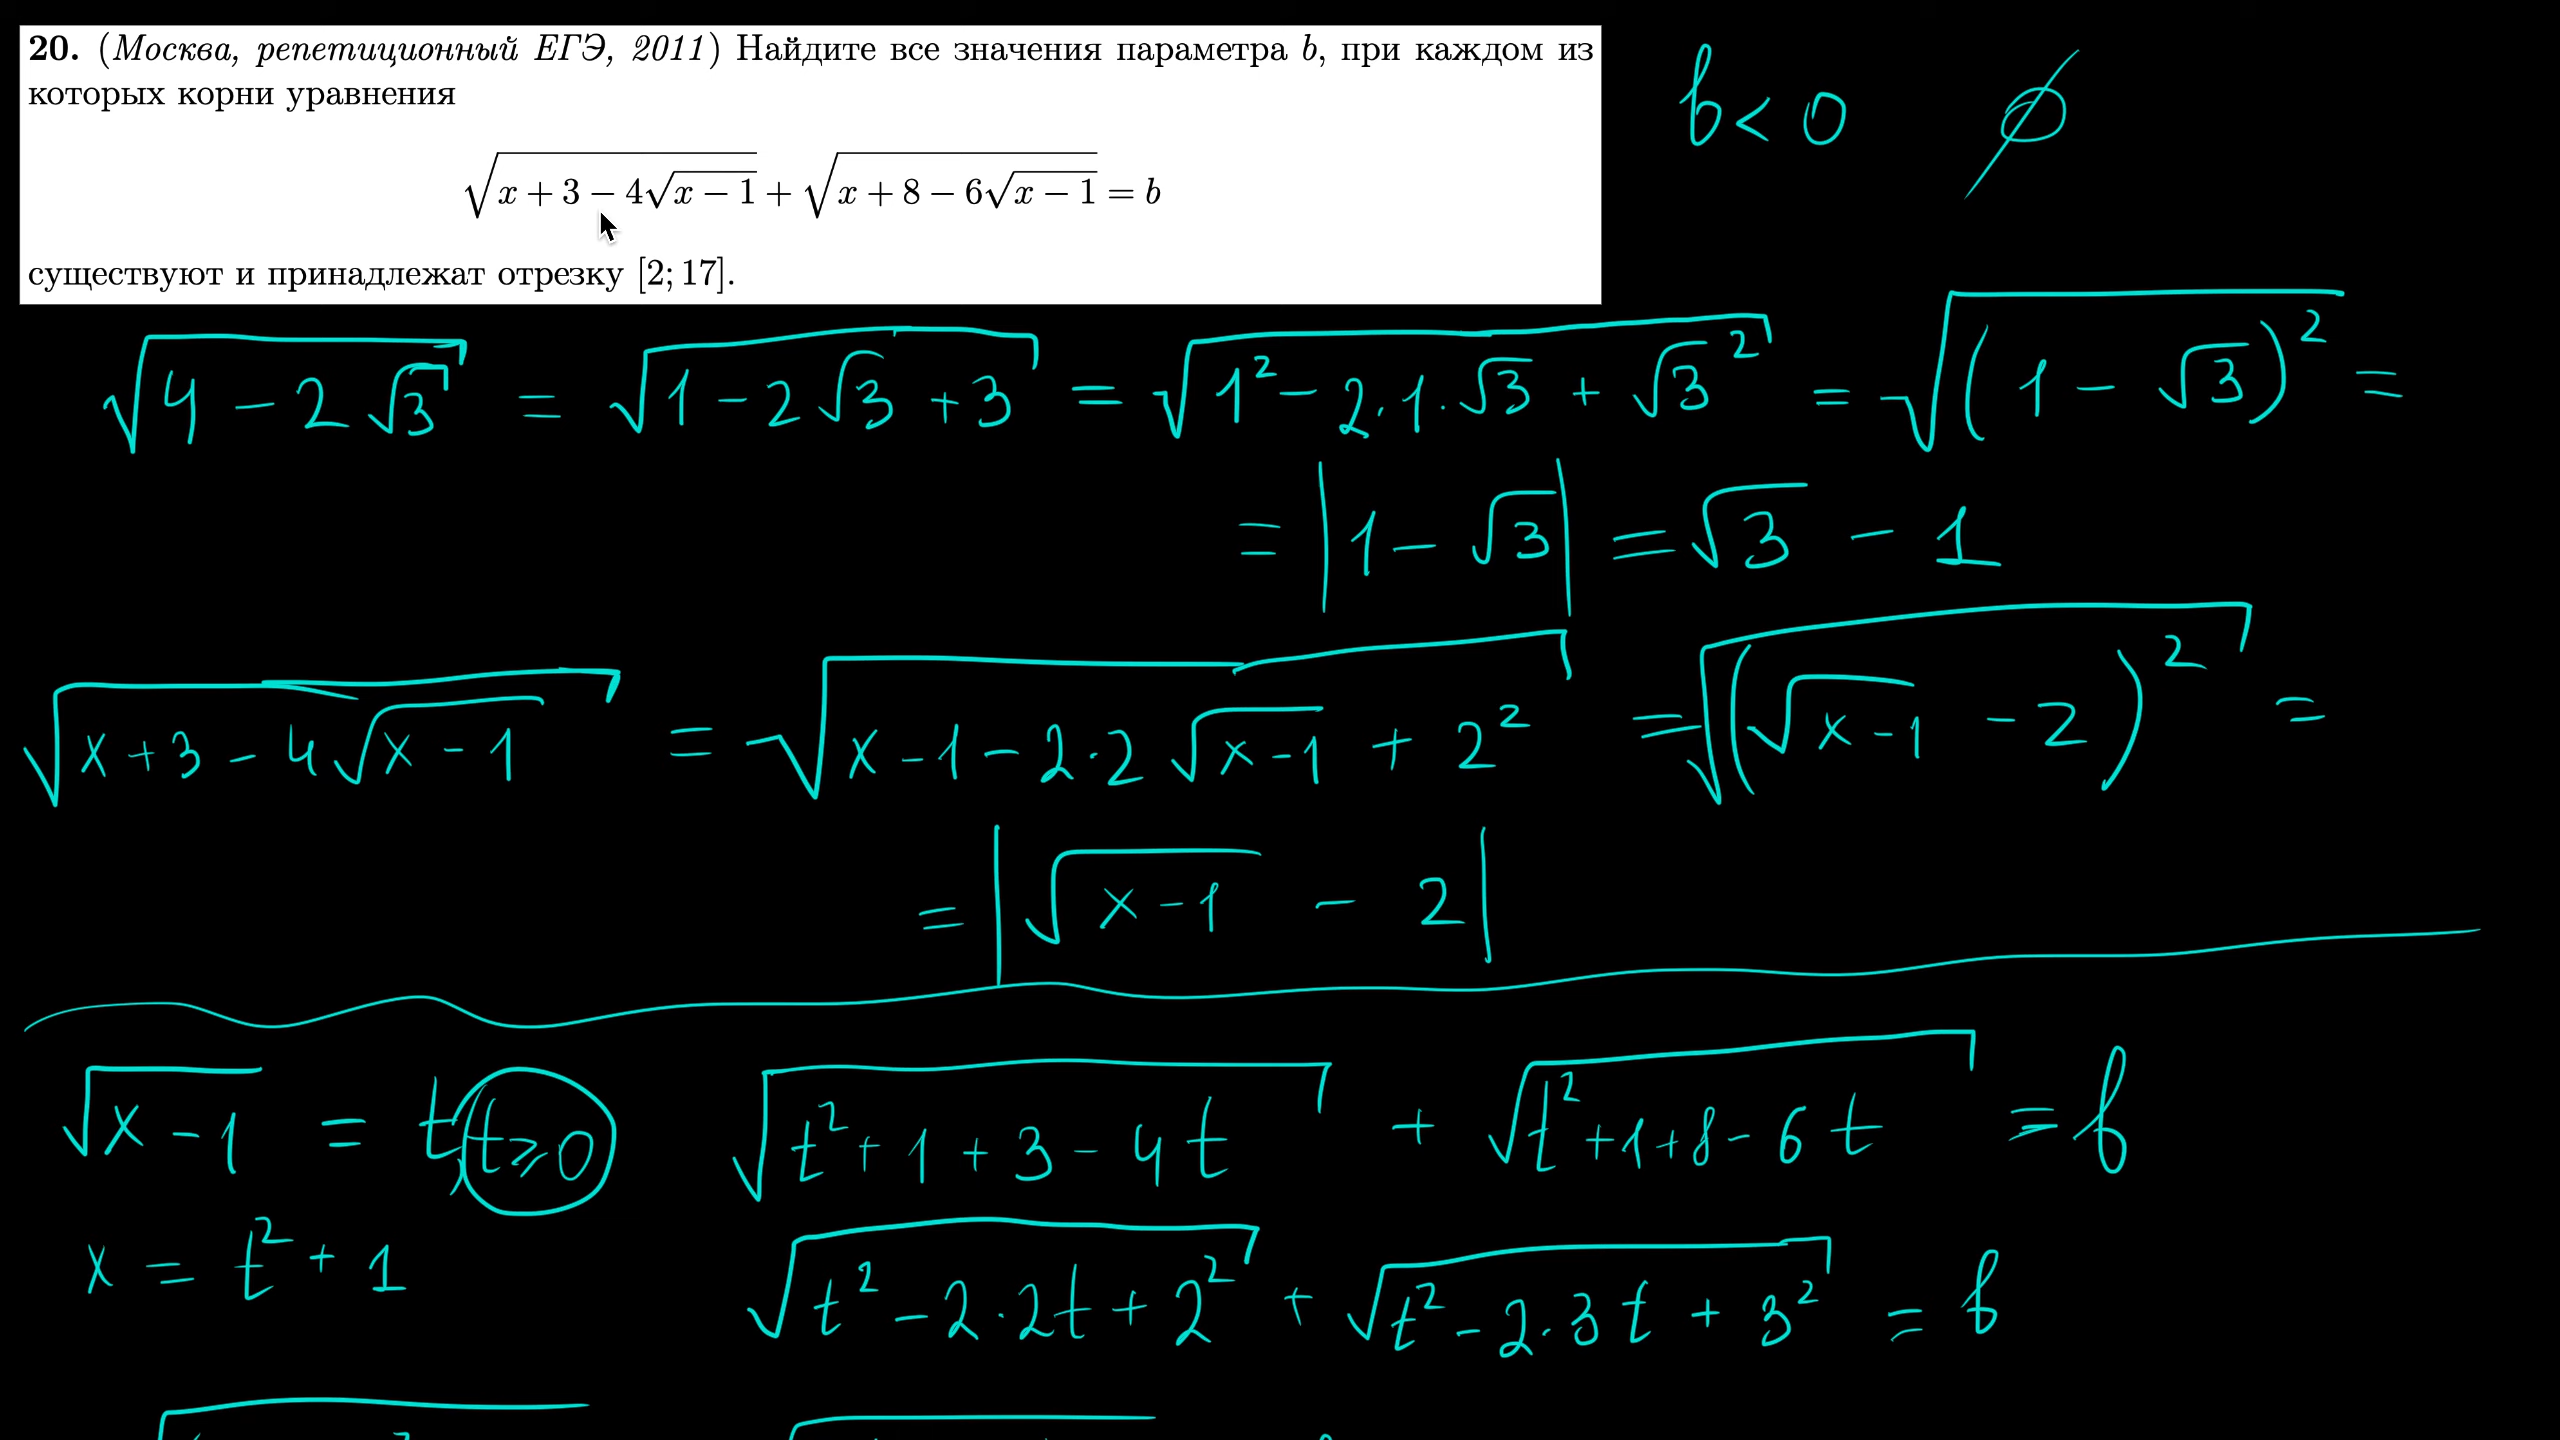 20. (Москва, репетиционный ЕГЭ, 2011) Найдите все значения параметра b, при каждом из
которых корни уравнения
√(x + 3 − 4√(x − 1)) + √(x + 8 − 6√(x − 1)) = b
существуют и принадлежат отрезку [2; 17].
b < 0 ∅
√(4 − 2√3) = √(1 − 2√3 + 3) = √(1² − 2·1·√3 + √3²) = √((1 − √3)²) =
= |1 − √3| = √3 − 1
√(x + 3 − 4√(x − 1)) = √(x − 1 − 2·2√(x − 1) + 2²) = √((√(x − 1) − 2)²) =
= |√(x − 1) − 2|
√(x − 1) = t, t ⩾ 0 √(t² + 1 + 3 − 4t) + √(t² + 1 + 8 − 6t) = b
x = t² + 1 √(t² − 2·2t + 2²) + √(t² − 2·3t + 3²) = b